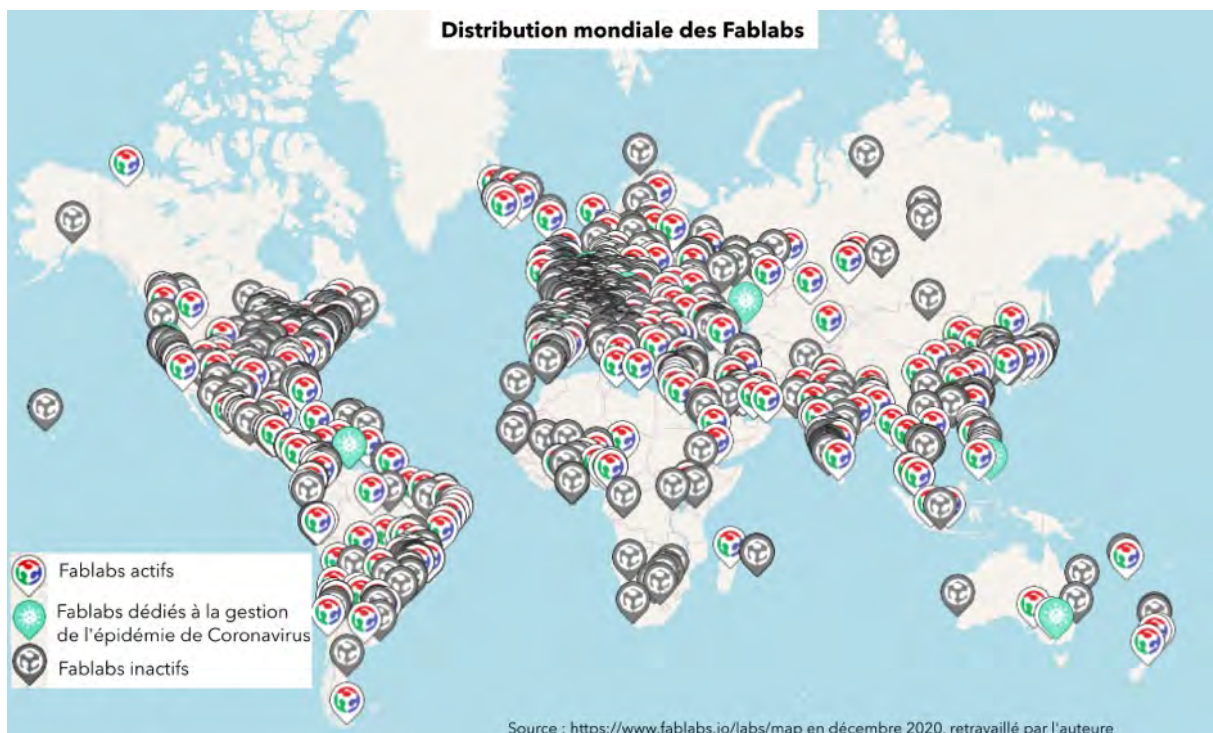 Distribution mondiale des Fablabs
Fablabs actifs
Fablabs dédiés à la gestion
de l'épidémie de Coronavirus
Fablabs inactifs
Source : https://www.fablabs.io/labs/map en décembre 2020, retravaillé par l'auteure